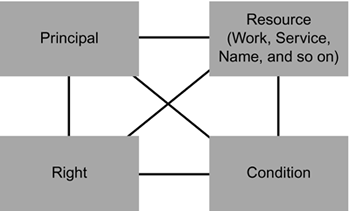 Principal
Resource
(Work, Service,
Name, and so on)
Right
Condition